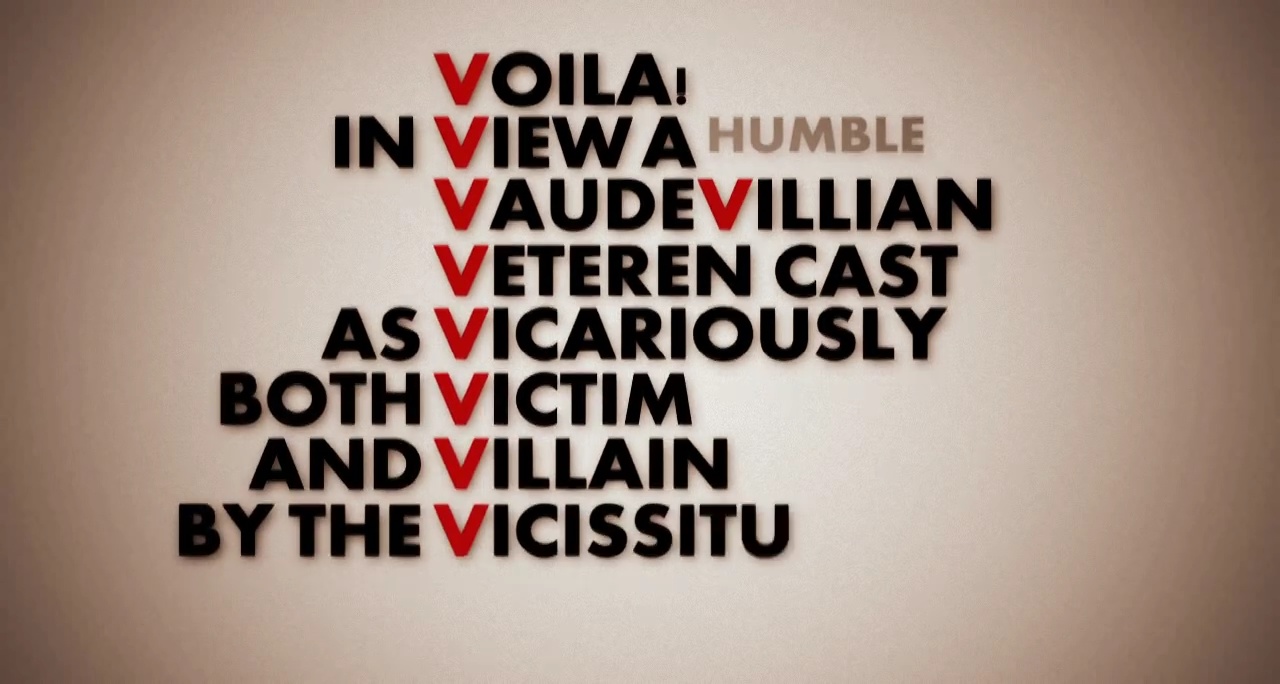 VOILA!
IN VIEW A HUMBLE
VAUDEVILLIAN
VETEREN CAST
AS VICARIOUSLY
BOTH VICTIM
AND VILLAIN
BY THE VICISSITU